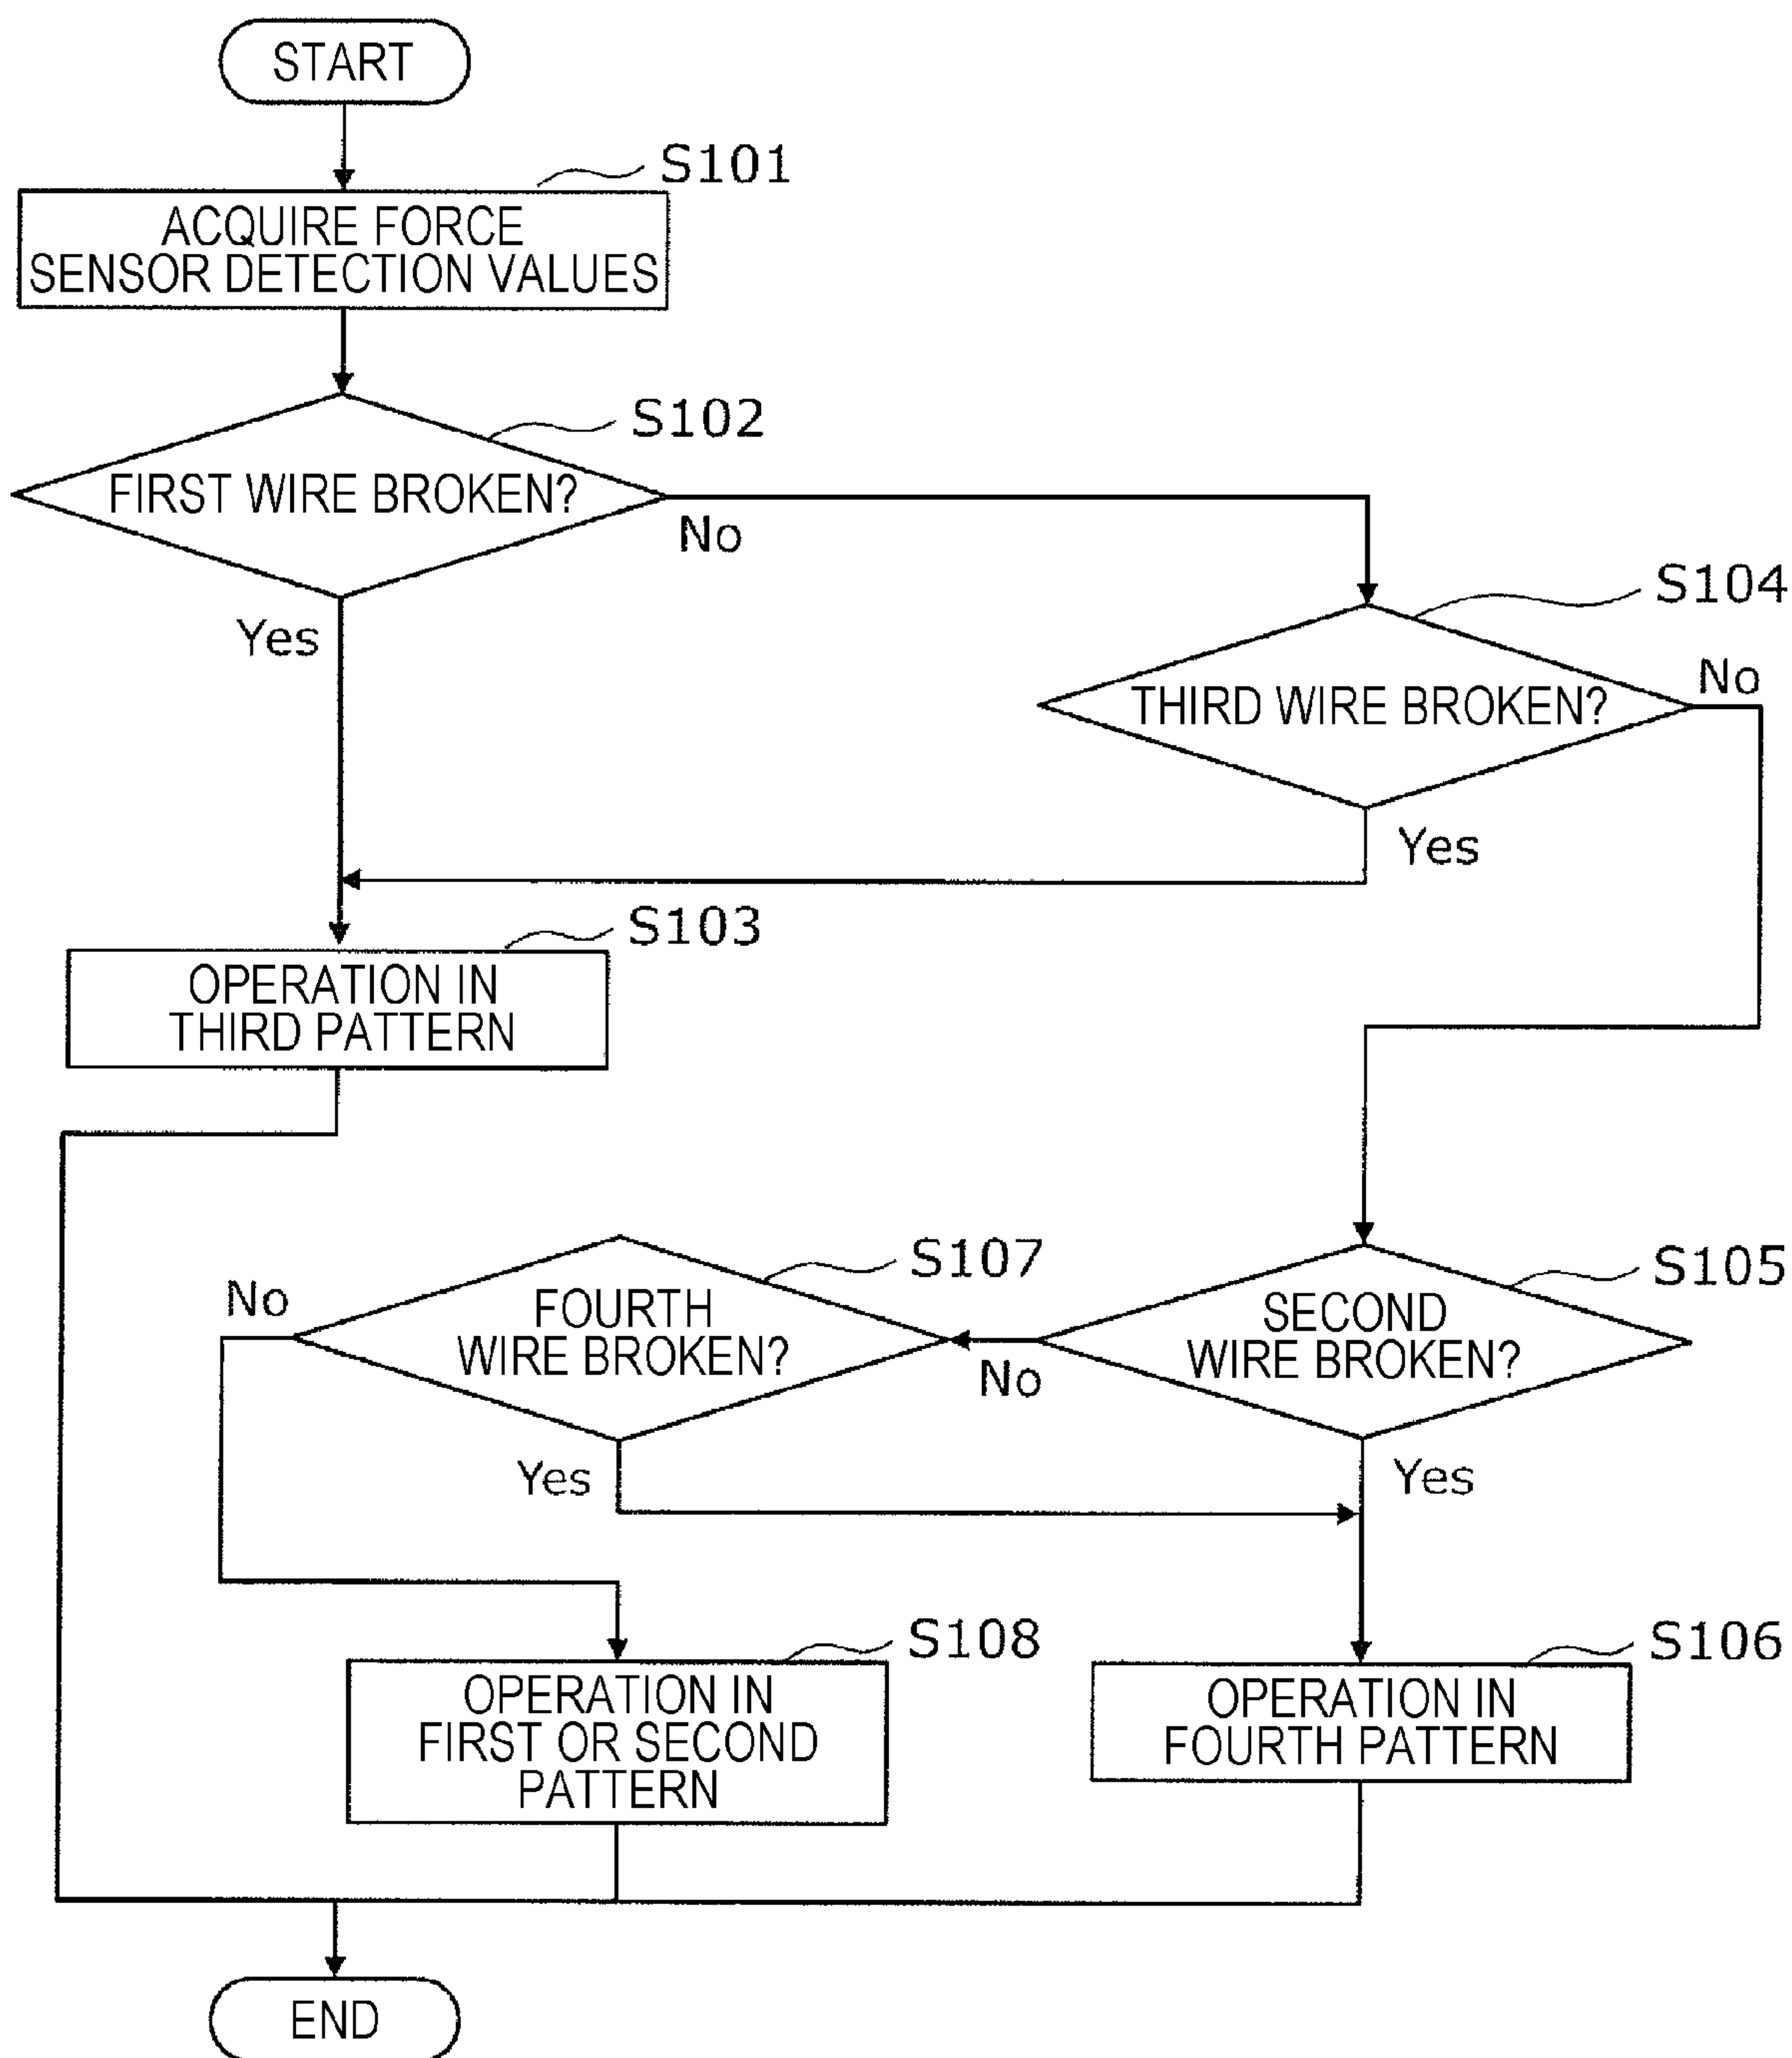 START
S101
ACQUIRE FORCE
SENSOR DETECTION VALUES
S102
FIRST WIRE BROKEN?
No
Yes
S104
THIRD WIRE BROKEN?
No
Yes
S103
OPERATION IN
THIRD PATTERN
S105
SECOND
WIRE BROKEN?
No
Yes
S107
FOURTH
WIRE BROKEN?
No
Yes
S108
OPERATION IN
FIRST OR SECOND
PATTERN
S106
OPERATION IN
FOURTH PATTERN
END